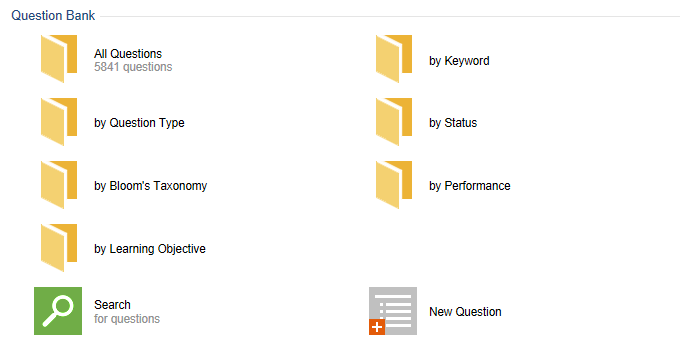 Question Bank
All Questions
5841 questions
by Keyword
by Question Type
by Status
by Bloom's Taxonomy
by Performance
by Learning Objective
Search
for questions
New Question